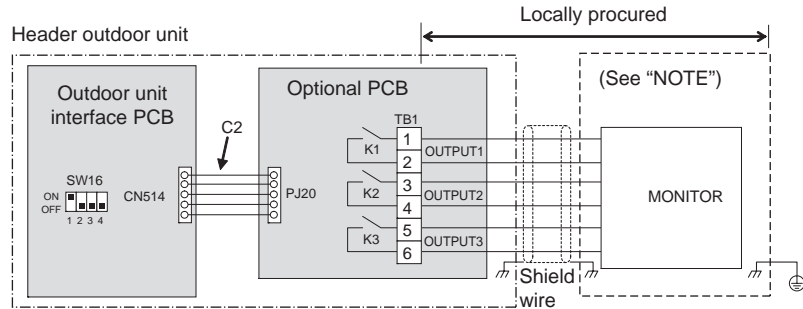 Locally procured
Header outdoor unit
Outdoor unit
interface PCB
Optional PCB
(See “NOTE”)
C2
TB1
SW16
ON
OFF
1 2 3 4
CN514
PJ20
K1
1
2
OUTPUT1
K2
3
4
OUTPUT2
K3
5
6
OUTPUT3
MONITOR
Shield
wire